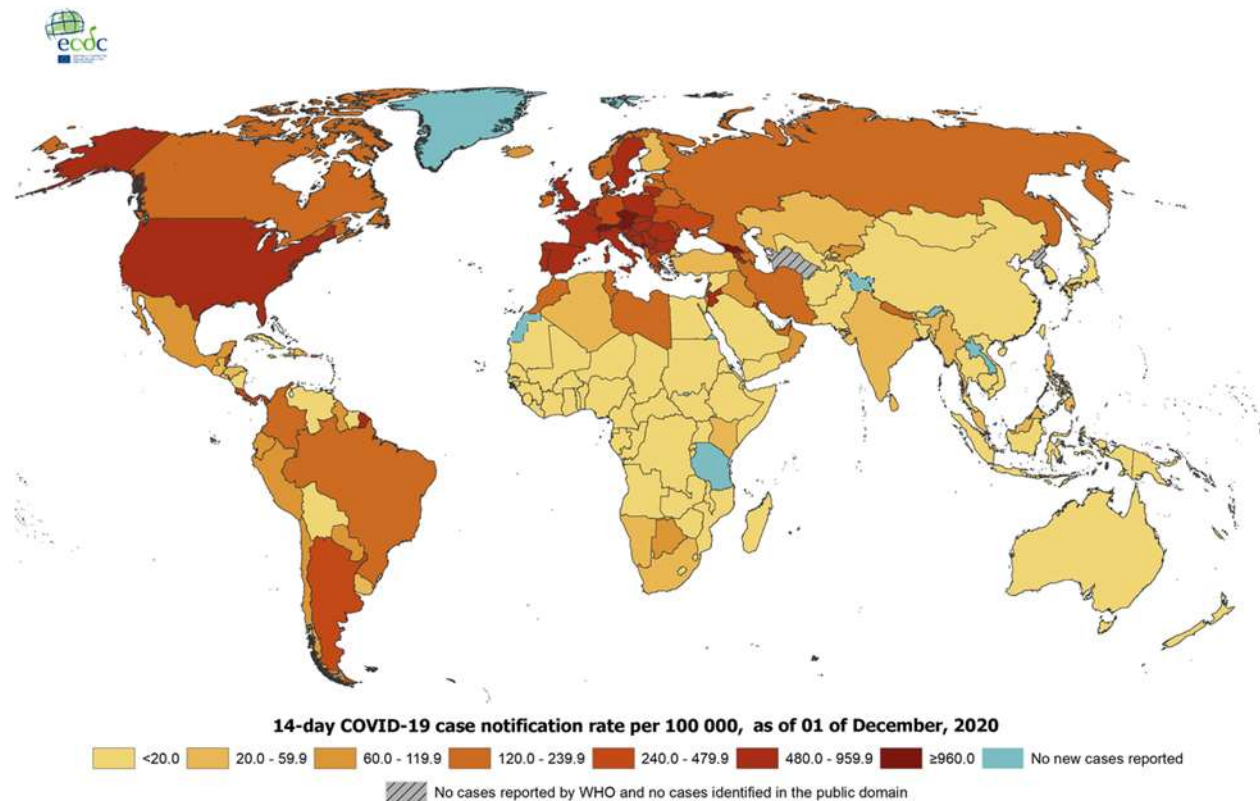 ecdc
14-day COVID-19 case notification rate per 100 000, as of 01 of December, 2020
<20.0 20.0 - 59.9 60.0 - 119.9 120.0 - 239.9 240.0 - 479.9 480.0 - 959.9 ≥960.0 No new cases reported
No cases reported by WHO and no cases identified in the public domain